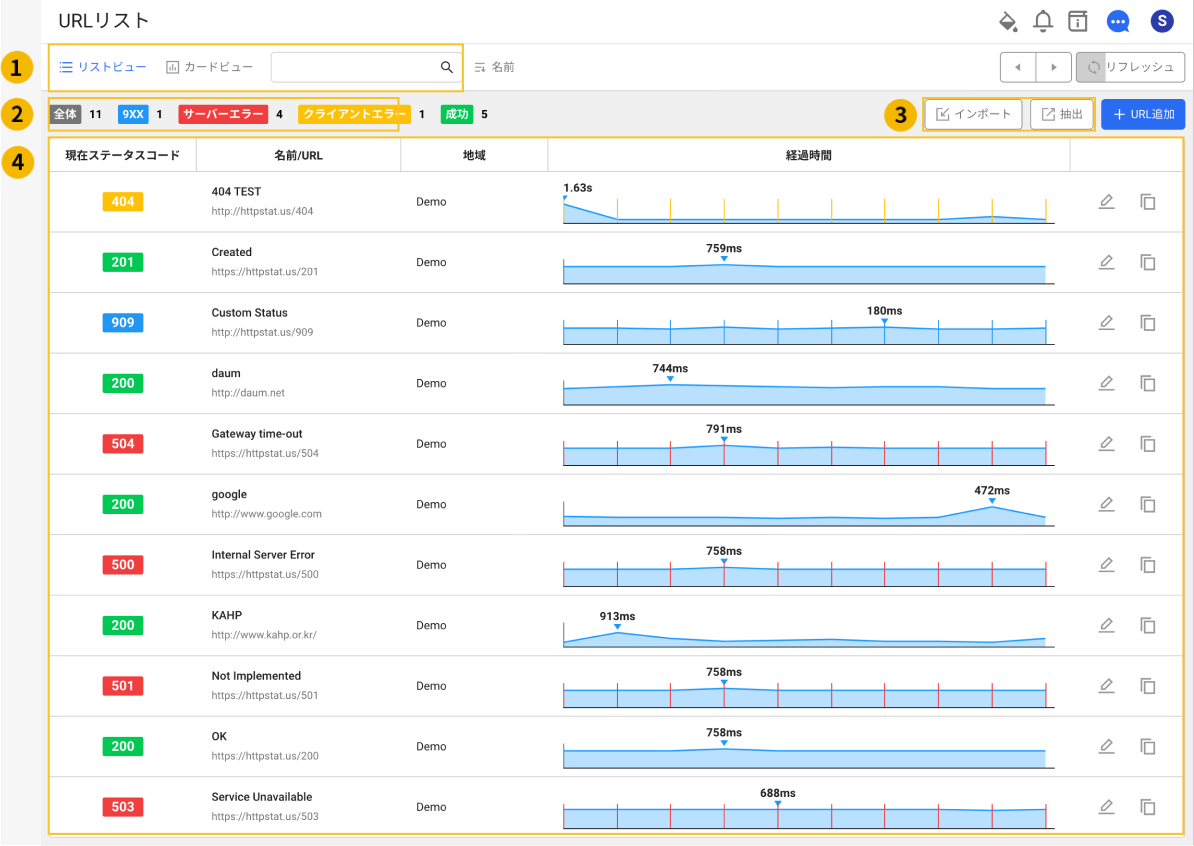 URLリスト
S
1
リストビュー カードビュー 名前 リフレッシュ
2
全体 11 9XX 1 サーバーエラー 4 クライアントエラー 1 成功 5
3
インポート 抽出 + URL追加
4
現在ステータスコード 名前/URL 地域 経過時間
404 404 TEST Demo 1.63s
http://httpstat.us/404
201 Created Demo 759ms
https://httpstat.us/201
909 Custom Status Demo 180ms
https://httpstat.us/909
200 daum Demo 744ms
http://daum.net
504 Gateway time-out Demo 791ms
https://httpstat.us/504
200 google Demo 472ms
http://www.google.com
500 Internal Server Error Demo 758ms
https://httpstat.us/500
200 KAHP Demo 913ms
http://www.kahp.or.kr/
501 Not Implemented Demo 758ms
https://httpstat.us/501
200 OK Demo 758ms
https://httpstat.us/200
503 Service Unavailable Demo 688ms
https://httpstat.us/503